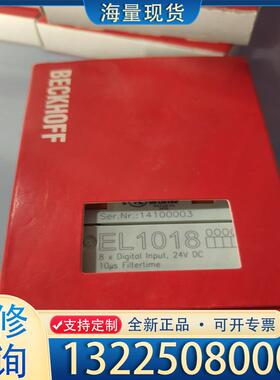 海量现货
BECKHOFF
Ser.Nr.: 14100003
EL1018
8 x Digital Input, 24V DC
10µs Filtertime
修
询
✓支持定制
全新正品 · 可开专票
13225080001